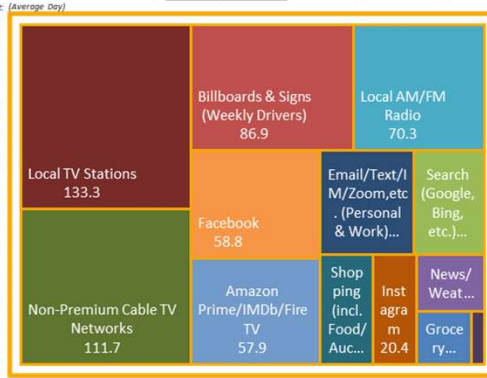 t: (Average Day)
Local TV Stations
133.3
Non-Premium Cable TV
Networks
111.7
Billboards & Signs
(Weekly Drivers)
86.9
Local AM/FM
Radio
70.3
Facebook
58.8
Amazon
Prime/IMDb/Fire
TV
57.9
Email/Text/I
M/Zoom,etc
. (Personal
& Work)...
Search
(Google,
Bing,
etc.)...
Shop
ping
(incl.
Food/
Auc...
Inst
agra
m
20.4
News/
Weat...
Groce
ry...